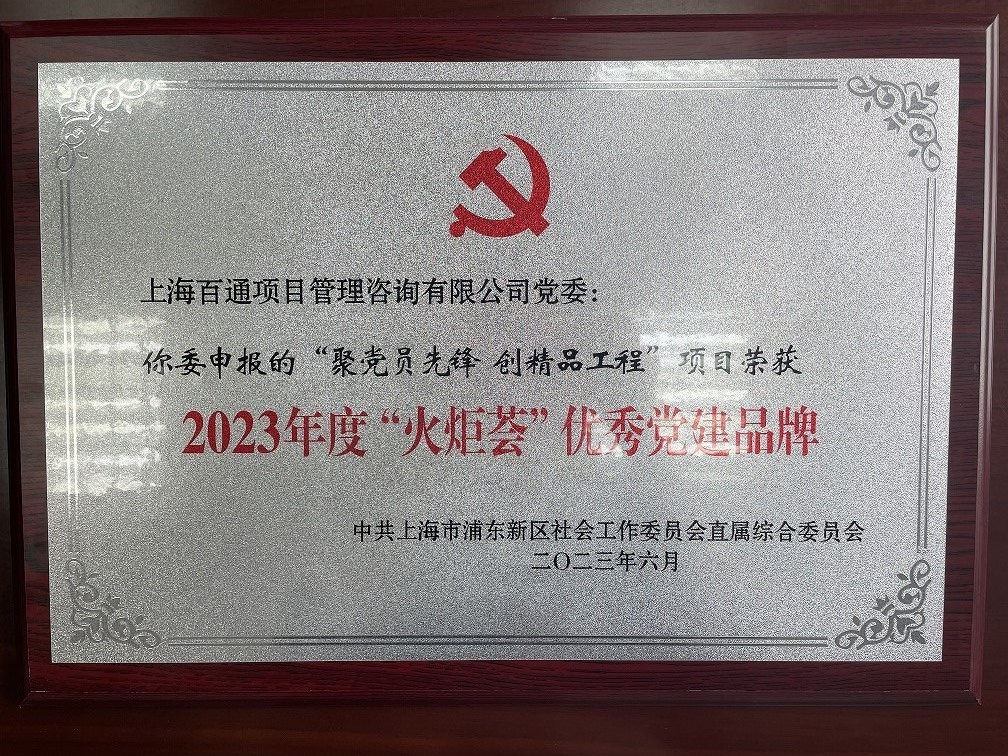 上海百通项目管理咨询有限公司党委：
你委申报的“聚党员先锋 创精品工程”项目荣获
2023年度“火炬荟”优秀党建品牌
中共上海市浦东新区社会工作委员会直属综合委员会
二〇二三年六月